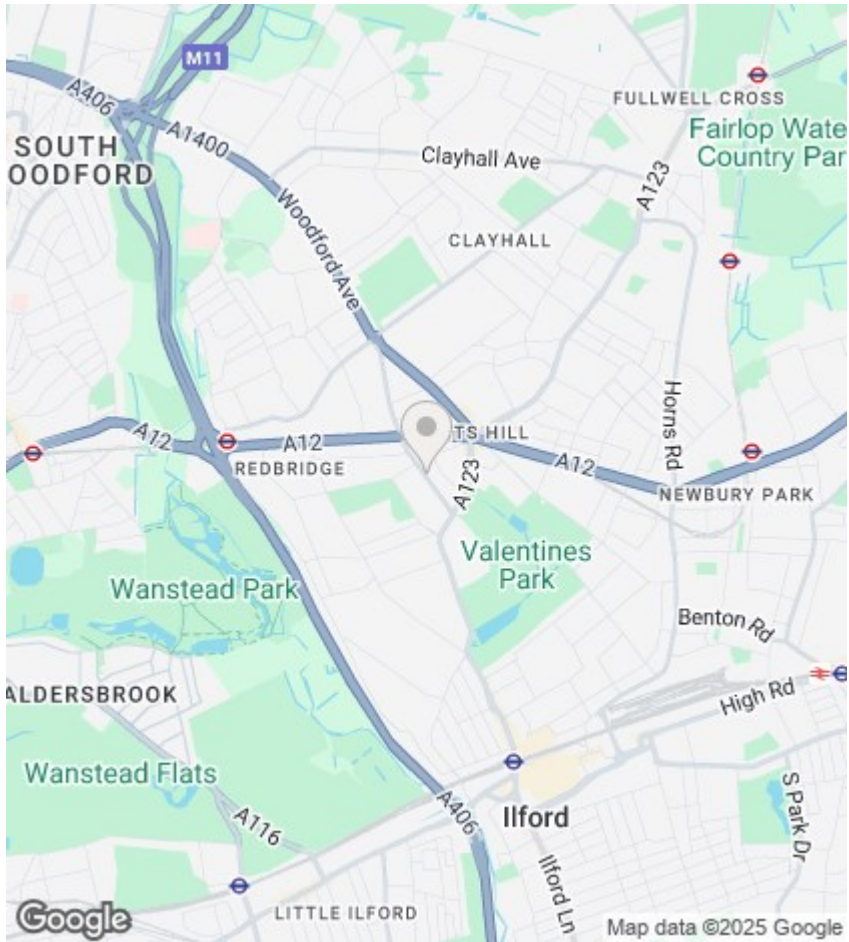 M11
A406
A1400
FULLWELL CROSS
Fairlop Wate
Country Par
SOUTH
OODFORD
Clayhall Ave
A123
Woodford Ave
CLAYHALL
Horns Rd
A12
A12
TS HILL
REDBRIDGE
A123
A12
NEWBURY PARK
Valentines
Park
Wanstead Park
Benton Rd
ALDERSBROOK
High Rd
Wanstead Flats
A406
Ilford
S Park Dr
A116
Ilford Ln
LITTLE ILFORD
Google
Map data ©2025 Google